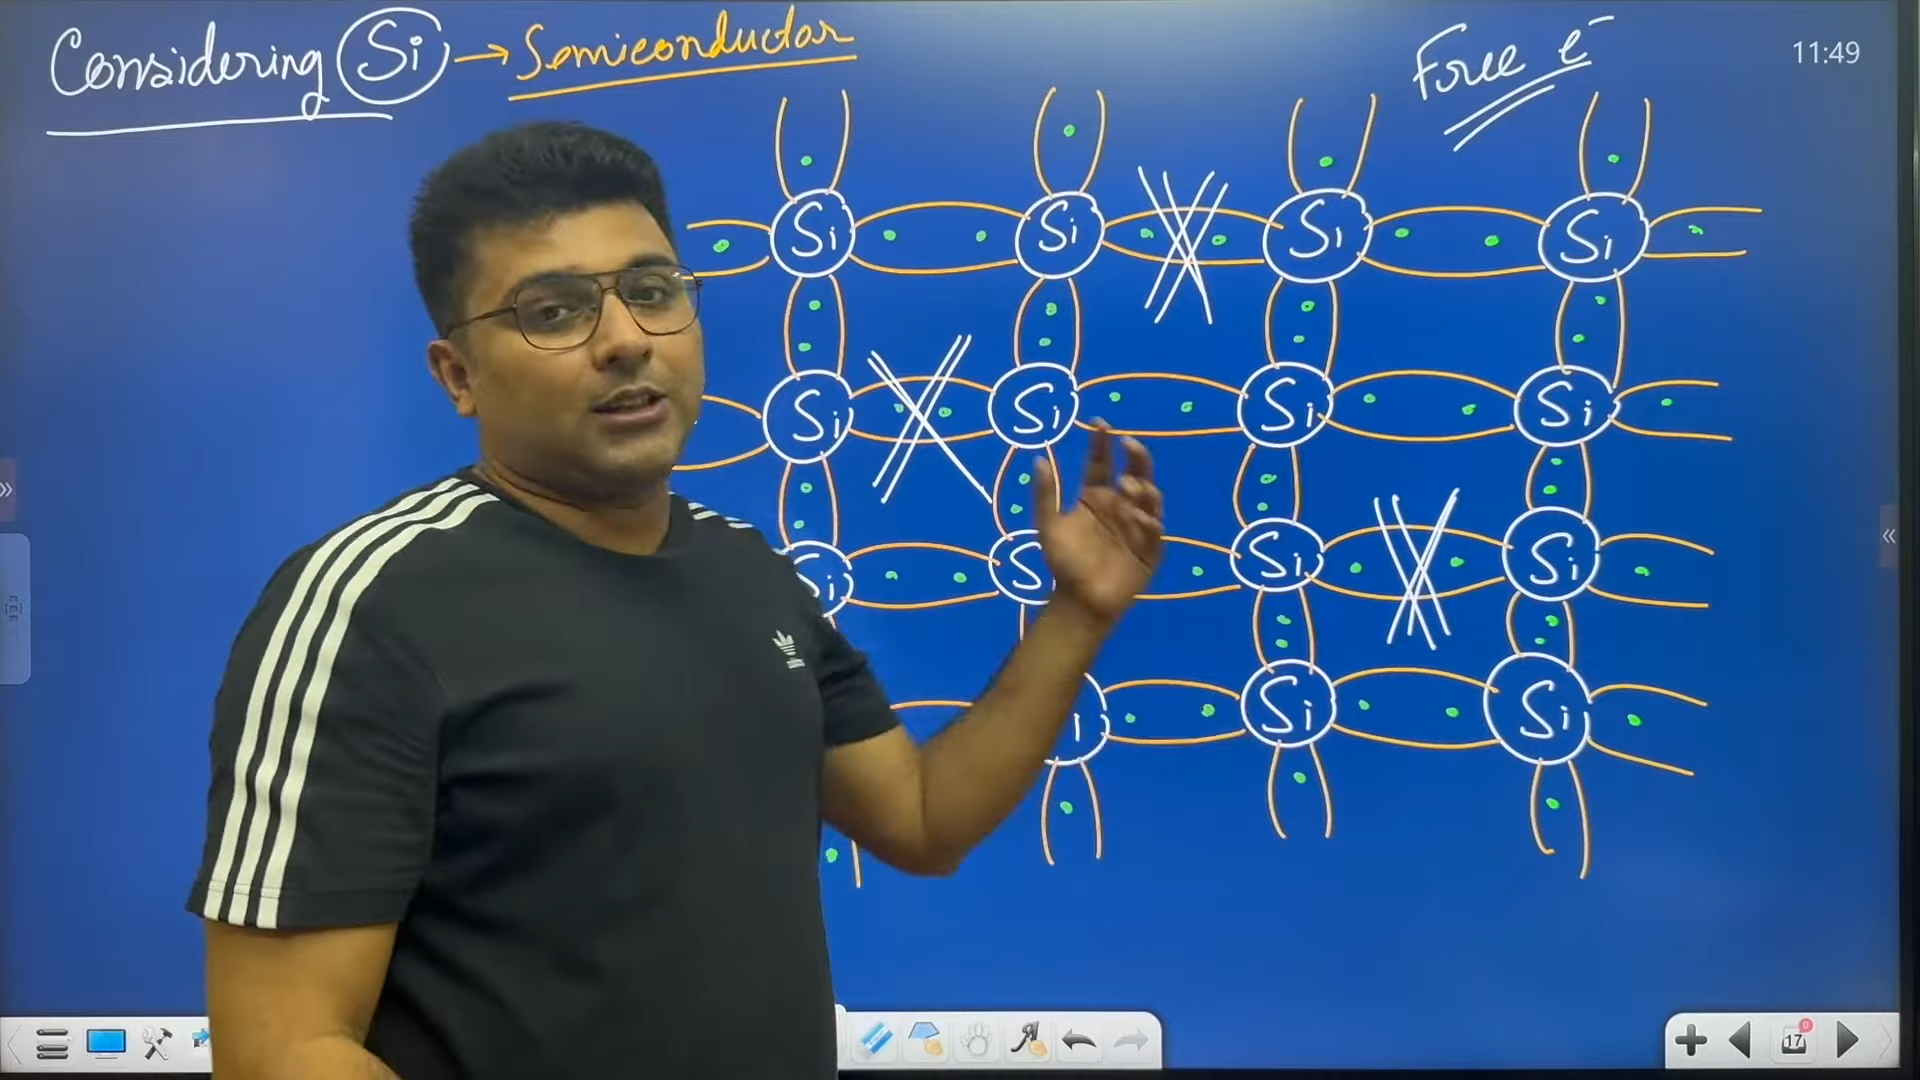 Considering Si → Semiconductor
Free e⁻
11:49
Si Si Si Si
Si Si Si Si
Si S Si Si
i Si Si
17